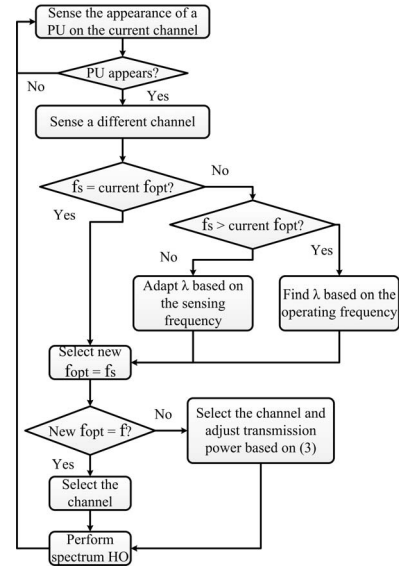 Sense the appearance of a
PU on the current channel
PU appears?
No
Yes
Sense a different channel
fs = current fopt?
No
Yes
fs > current fopt?
No
Yes
Adapt λ based on
the sensing
frequency
Find λ based on the
operating frequency
Select new
fopt = fs
New fopt = f?
No
Yes
Select the channel and
adjust transmission
power based on (3)
Select the
channel
Perform
spectrum HO